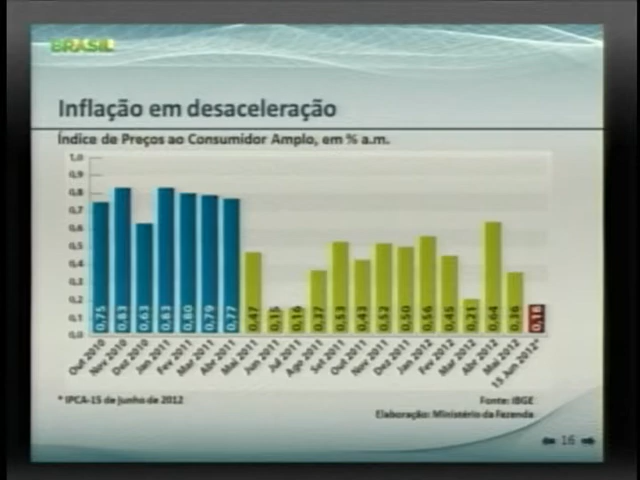 BRASIL
Inflação em desaceleração
Índice de Preços ao Consumidor Amplo, em % a.m.
1,0
0,9
0,8
0,7
0,6
0,5
0,4
0,3
0,2
0,1
0,0
0,75 0,83 0,63 0,83 0,80 0,79 0,77 0,47 0,15 0,16 0,37 0,53 0,43 0,52 0,50 0,56 0,45 0,21 0,64 0,36 0,18
Out 2010 Nov 2010 Dez 2010 Jan 2011 Fev 2011 Mar 2011 Abr 2011 Mai 2011 Jun 2011 Jul 2011 Ago 2011 Set 2011 Out 2011 Nov 2011 Dez 2011 Jan 2012 Fev 2012 Mar 2012 Abr 2012 Mai 2012 15 Jun 2012*
* IPCA-15 de junho de 2012
Fonte: IBGE
Elaboração: Ministério da Fazenda
16